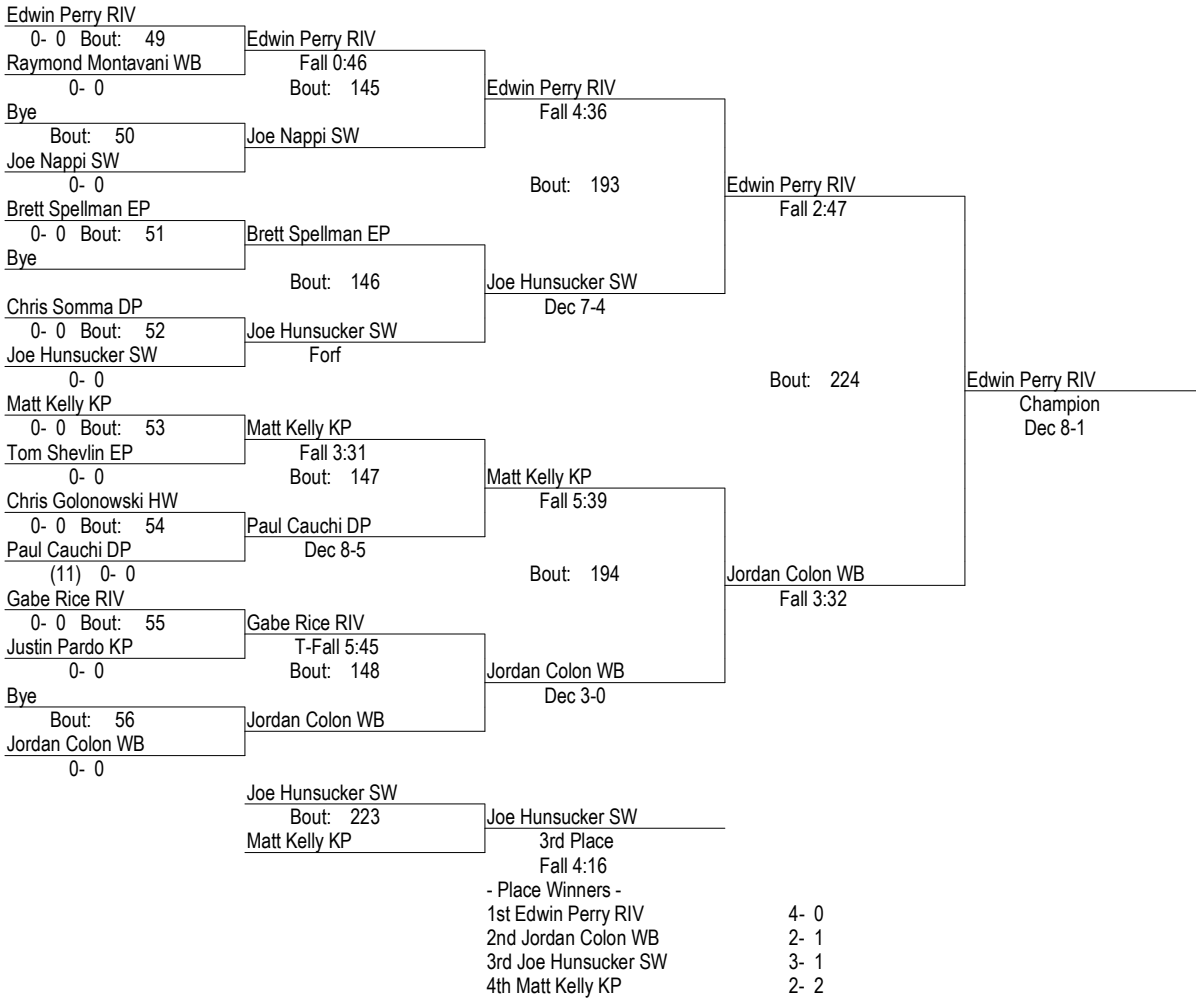 Edwin Perry RIV
0- 0 Bout: 49
Raymond Montavani WB
0- 0
Bye
Bout: 50
Joe Nappi SW
0- 0
Brett Spellman EP
0- 0 Bout: 51
Bye
Chris Somma DP
0- 0 Bout: 52
Joe Hunsucker SW
0- 0
Matt Kelly KP
0- 0 Bout: 53
Tom Shevlin EP
0- 0
Chris Golonowski HW
0- 0 Bout: 54
Paul Cauchi DP
(11) 0- 0
Gabe Rice RIV
0- 0 Bout: 55
Justin Pardo KP
0- 0
Bye
Bout: 56
Jordan Colon WB
0- 0
Edwin Perry RIV
Fall 0:46
Bout: 145
Joe Nappi SW
Brett Spellman EP
Bout: 146
Joe Hunsucker SW
Forf
Matt Kelly KP
Fall 3:31
Bout: 147
Paul Cauchi DP
Dec 8-5
Gabe Rice RIV
T-Fall 5:45
Bout: 148
Jordan Colon WB
Edwin Perry RIV
Fall 4:36
Bout: 193
Joe Hunsucker SW
Dec 7-4
Matt Kelly KP
Fall 5:39
Bout: 194
Jordan Colon WB
Dec 3-0
Edwin Perry RIV
Fall 2:47
Bout: 224
Jordan Colon WB
Fall 3:32
Edwin Perry RIV
Champion
Dec 8-1
Joe Hunsucker SW
Bout: 223
Matt Kelly KP
Joe Hunsucker SW
3rd Place
Fall 4:16
- Place Winners -
1st Edwin Perry RIV 4- 0
2nd Jordan Colon WB 2- 1
3rd Joe Hunsucker SW 3- 1
4th Matt Kelly KP 2- 2